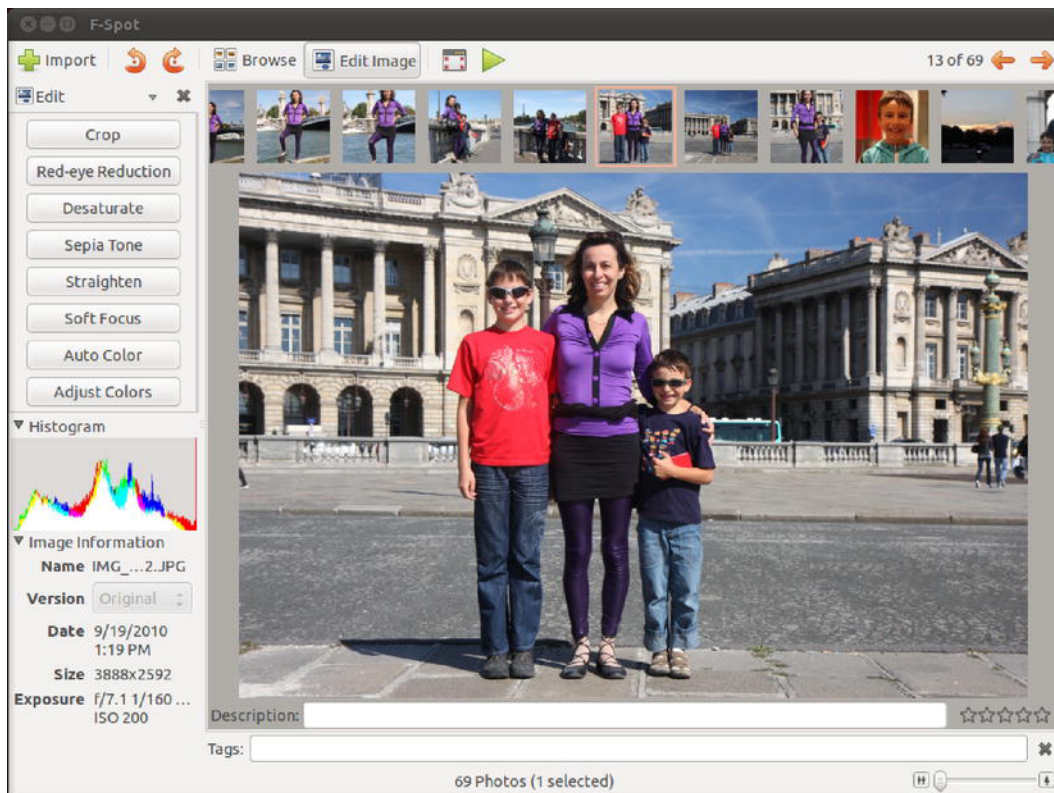 F-Spot
Import
Browse
Edit Image
13 of 69
Edit
Crop
Red-eye Reduction
Desaturate
Sepia Tone
Straighten
Soft Focus
Auto Color
Adjust Colors
Histogram
Image Information
Name IMG_...2.JPG
Version Original
Date 9/19/2010
1:19 PM
Size 3888x2592
Exposure f/7.1 1/160 ...
ISO 200
Description:
Tags:
69 Photos (1 selected)